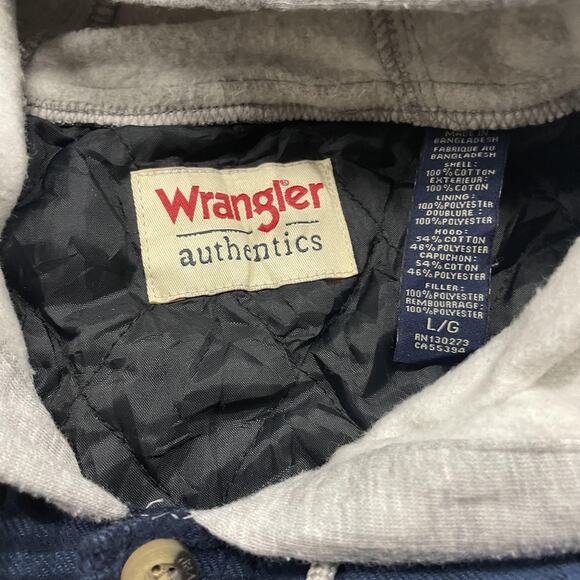 Wrangler
authentics
MADE IN
BANGLADESH
FABRIQUE AU
BANGLADESH
SHELL:
100% COTTON
EXTERIEUR:
100% COTON
LINING:
100% POLYESTER
DOUBLURE:
100% POLYESTER
HOOD:
54% COTTON
46% POLYESTER
CAPUCHON:
54% COTON
46% POLYESTER
FILLER:
100% POLYESTER
REMBOURRAGE:
100% POLYESTER
L/G
RN130273
CA55394